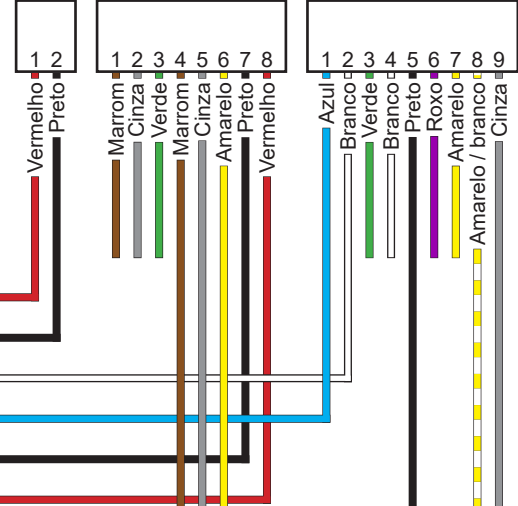 1 2
1 2 3 4 5 6 7 8
1 2 3 4 5 6 7 8 9
Vermelho
Preto
Marrom
Cinza
Verde
Marrom
Cinza
Amarelo
Preto
Vermelho
Azul
Branco
Verde
Branco
Preto
Roxo
Amarelo
Amarelo / branco
Cinza